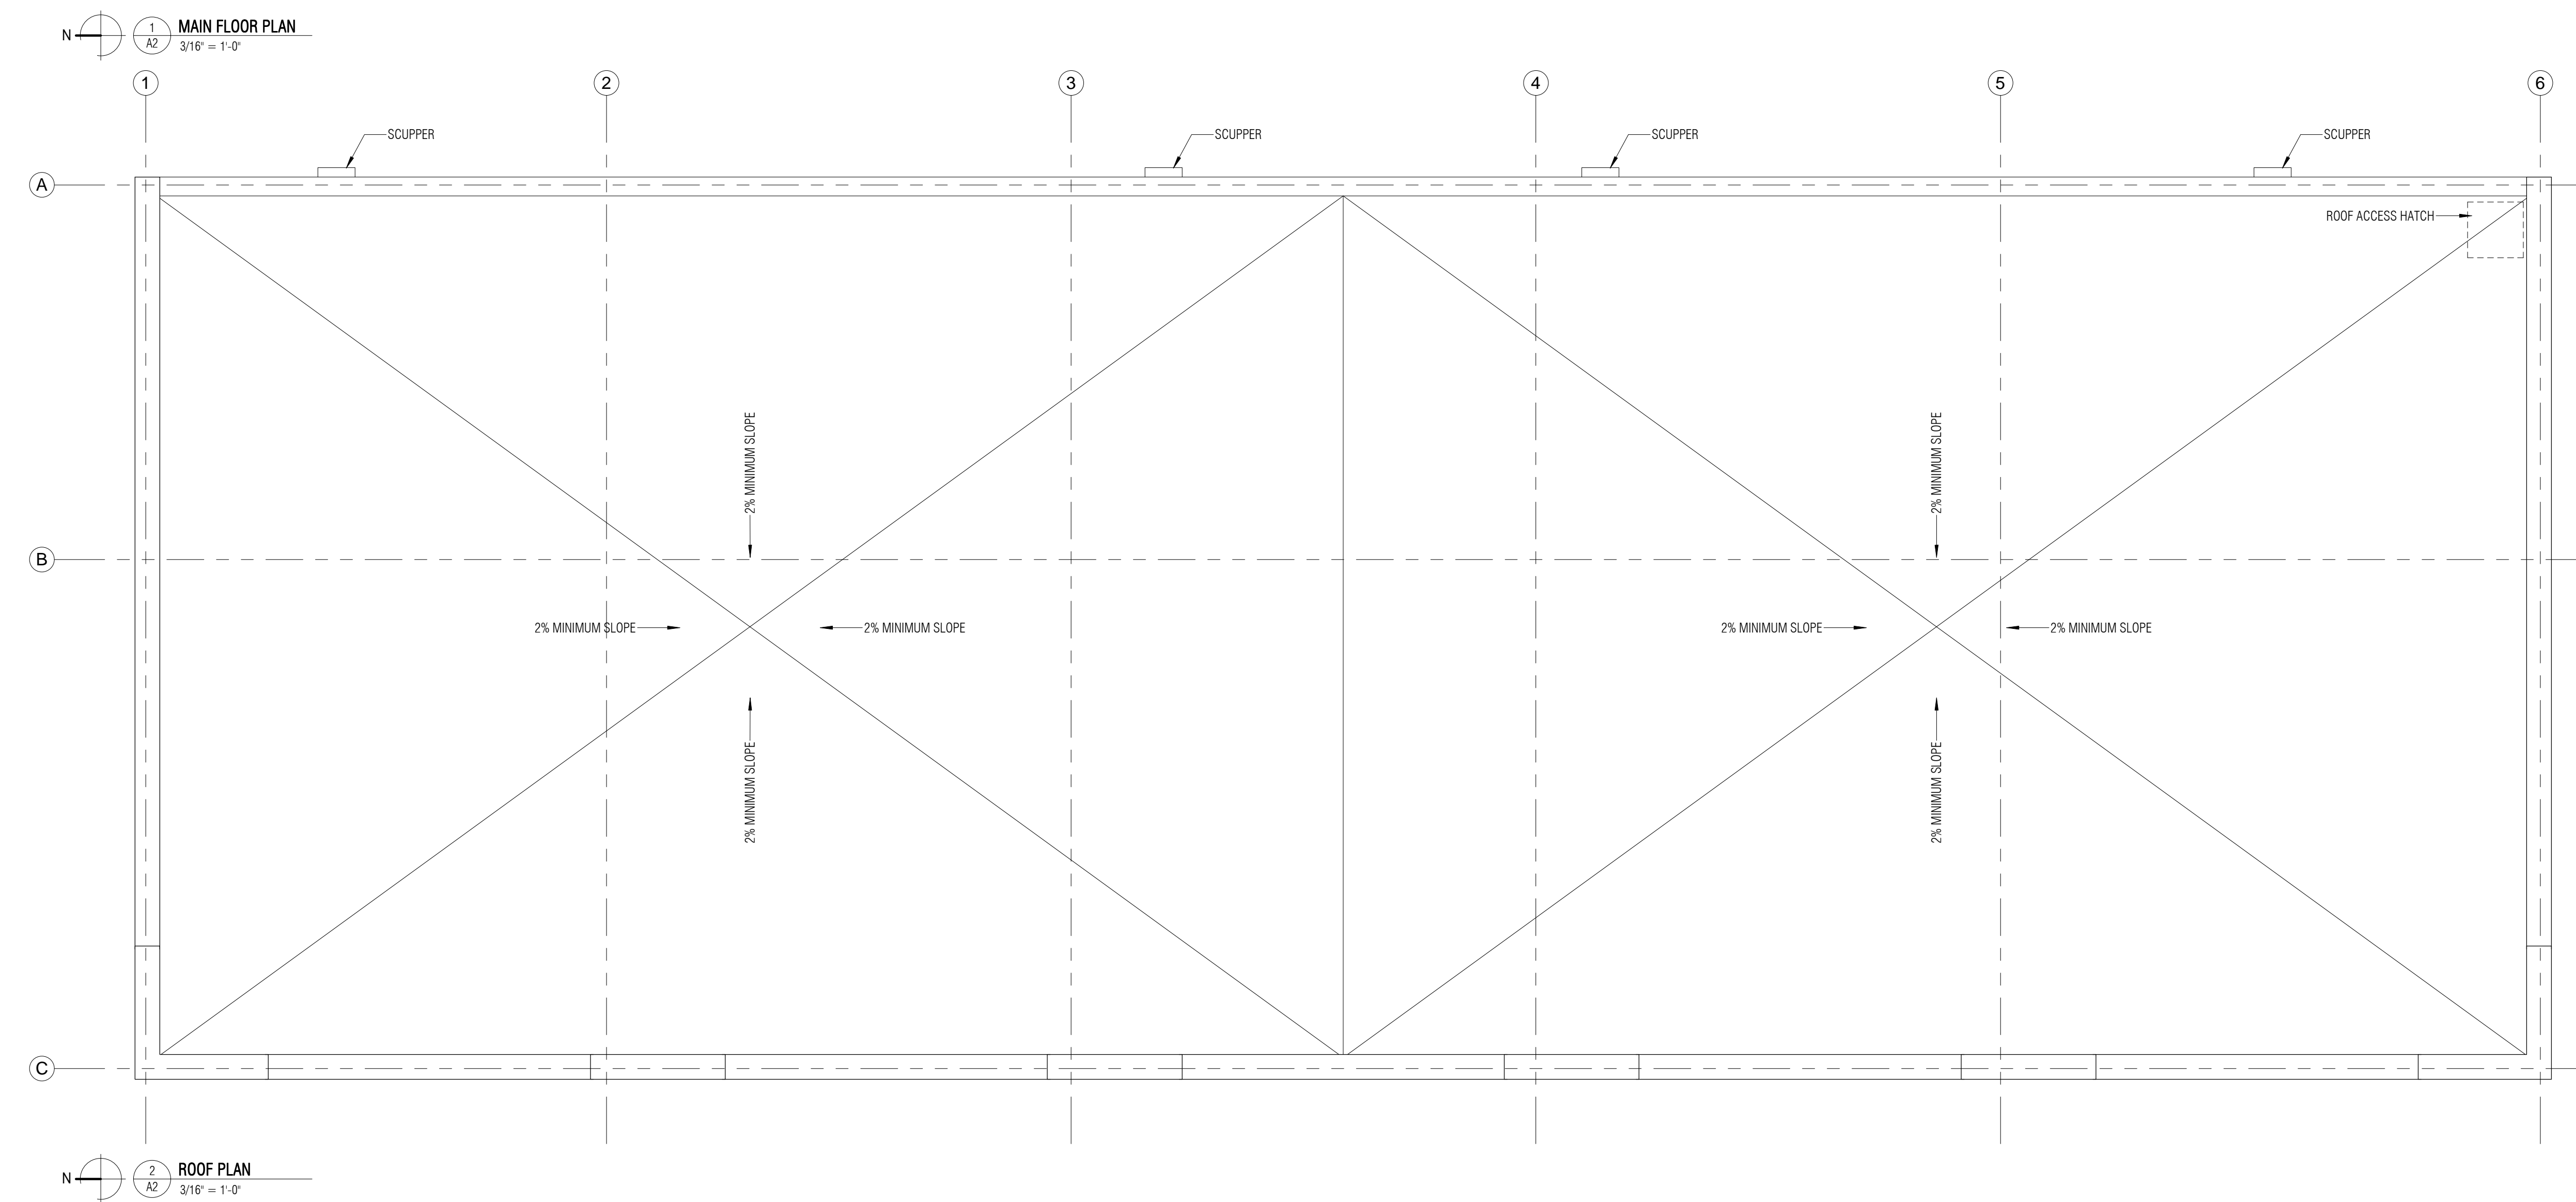 N
1
A2
MAIN FLOOR PLAN
3/16" = 1'-0"
1
2
3
4
5
6
SCUPPER
SCUPPER
SCUPPER
SCUPPER
A
ROOF ACCESS HATCH
2% MINIMUM SLOPE
2% MINIMUM SLOPE
B
2% MINIMUM SLOPE
2% MINIMUM SLOPE
2% MINIMUM SLOPE
2% MINIMUM SLOPE
2% MINIMUM SLOPE
2% MINIMUM SLOPE
C
N
2
A2
ROOF PLAN
3/16" = 1'-0"